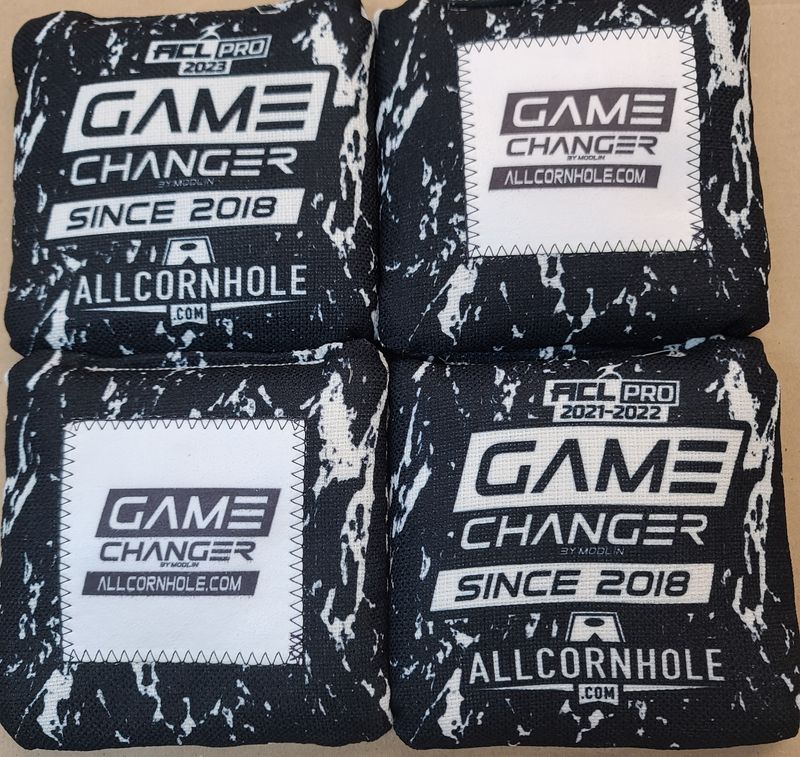 ACL PRO
2023
GAME
CHANGER
BY MODLIN
SINCE 2018
ALLCORNHOLE
.COM
GAME
CHANGER
BY MODLIN
ALLCORNHOLE.COM
GAME
CHANGER
BY MODLIN
ALLCORNHOLE.COM
ACL PRO
2021-2022
GAME
CHANGER
BY MODLIN
SINCE 2018
ALLCORNHOLE
.COM